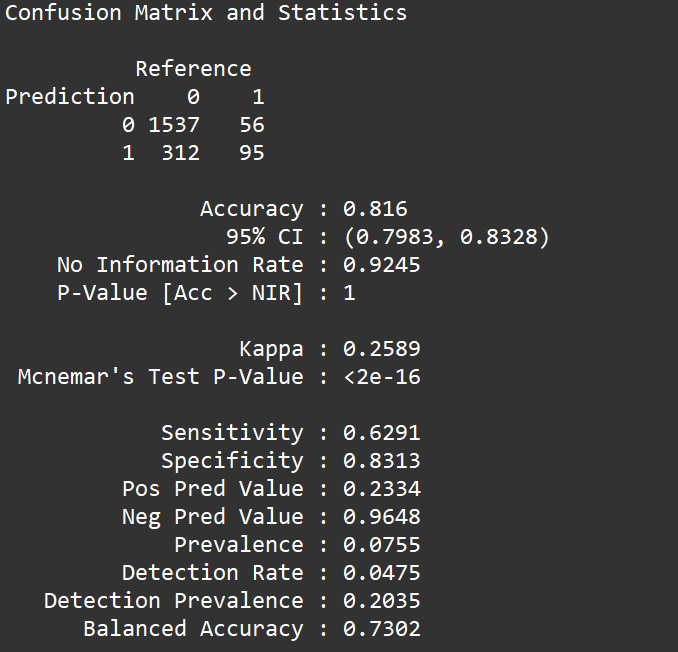 Confusion Matrix and Statistics
Reference
Prediction 0 1
0 1537 56
1 312 95
Accuracy : 0.816
95% CI : (0.7983, 0.8328)
No Information Rate : 0.9245
P-Value [Acc > NIR] : 1
Kappa : 0.2589
Mcnemar's Test P-Value : <2e-16
Sensitivity : 0.6291
Specificity : 0.8313
Pos Pred Value : 0.2334
Neg Pred Value : 0.9648
Prevalence : 0.0755
Detection Rate : 0.0475
Detection Prevalence : 0.2035
Balanced Accuracy : 0.7302